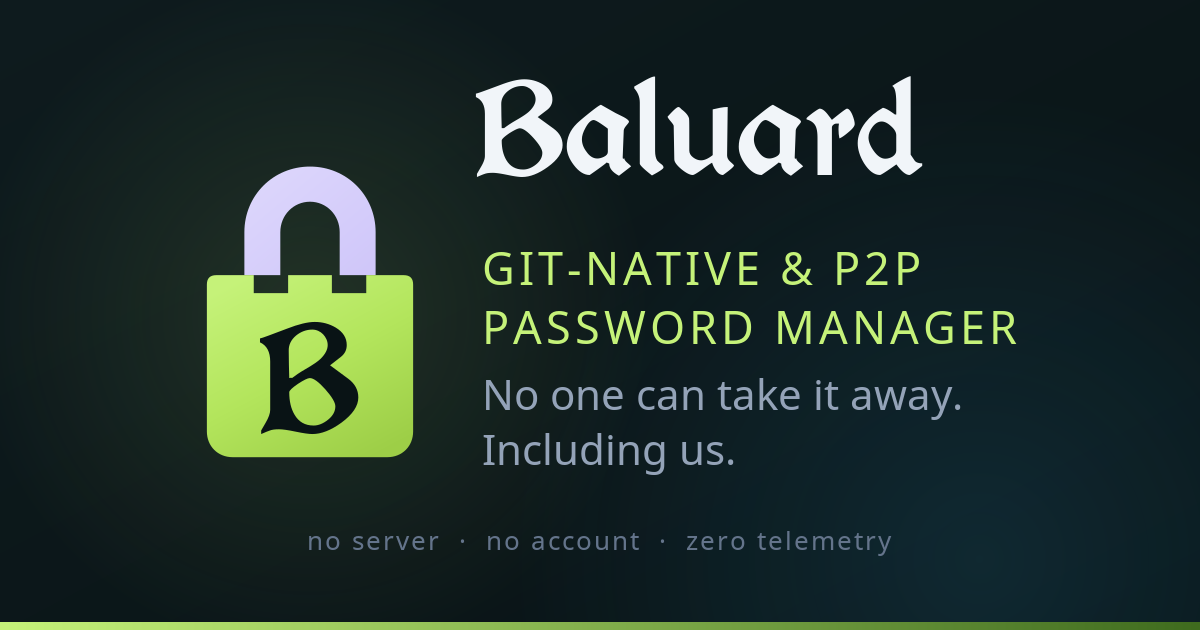 Baluard
B
GIT-NATIVE & P2P
PASSWORD MANAGER
No one can take it away.
Including us.
no server · no account · zero telemetry